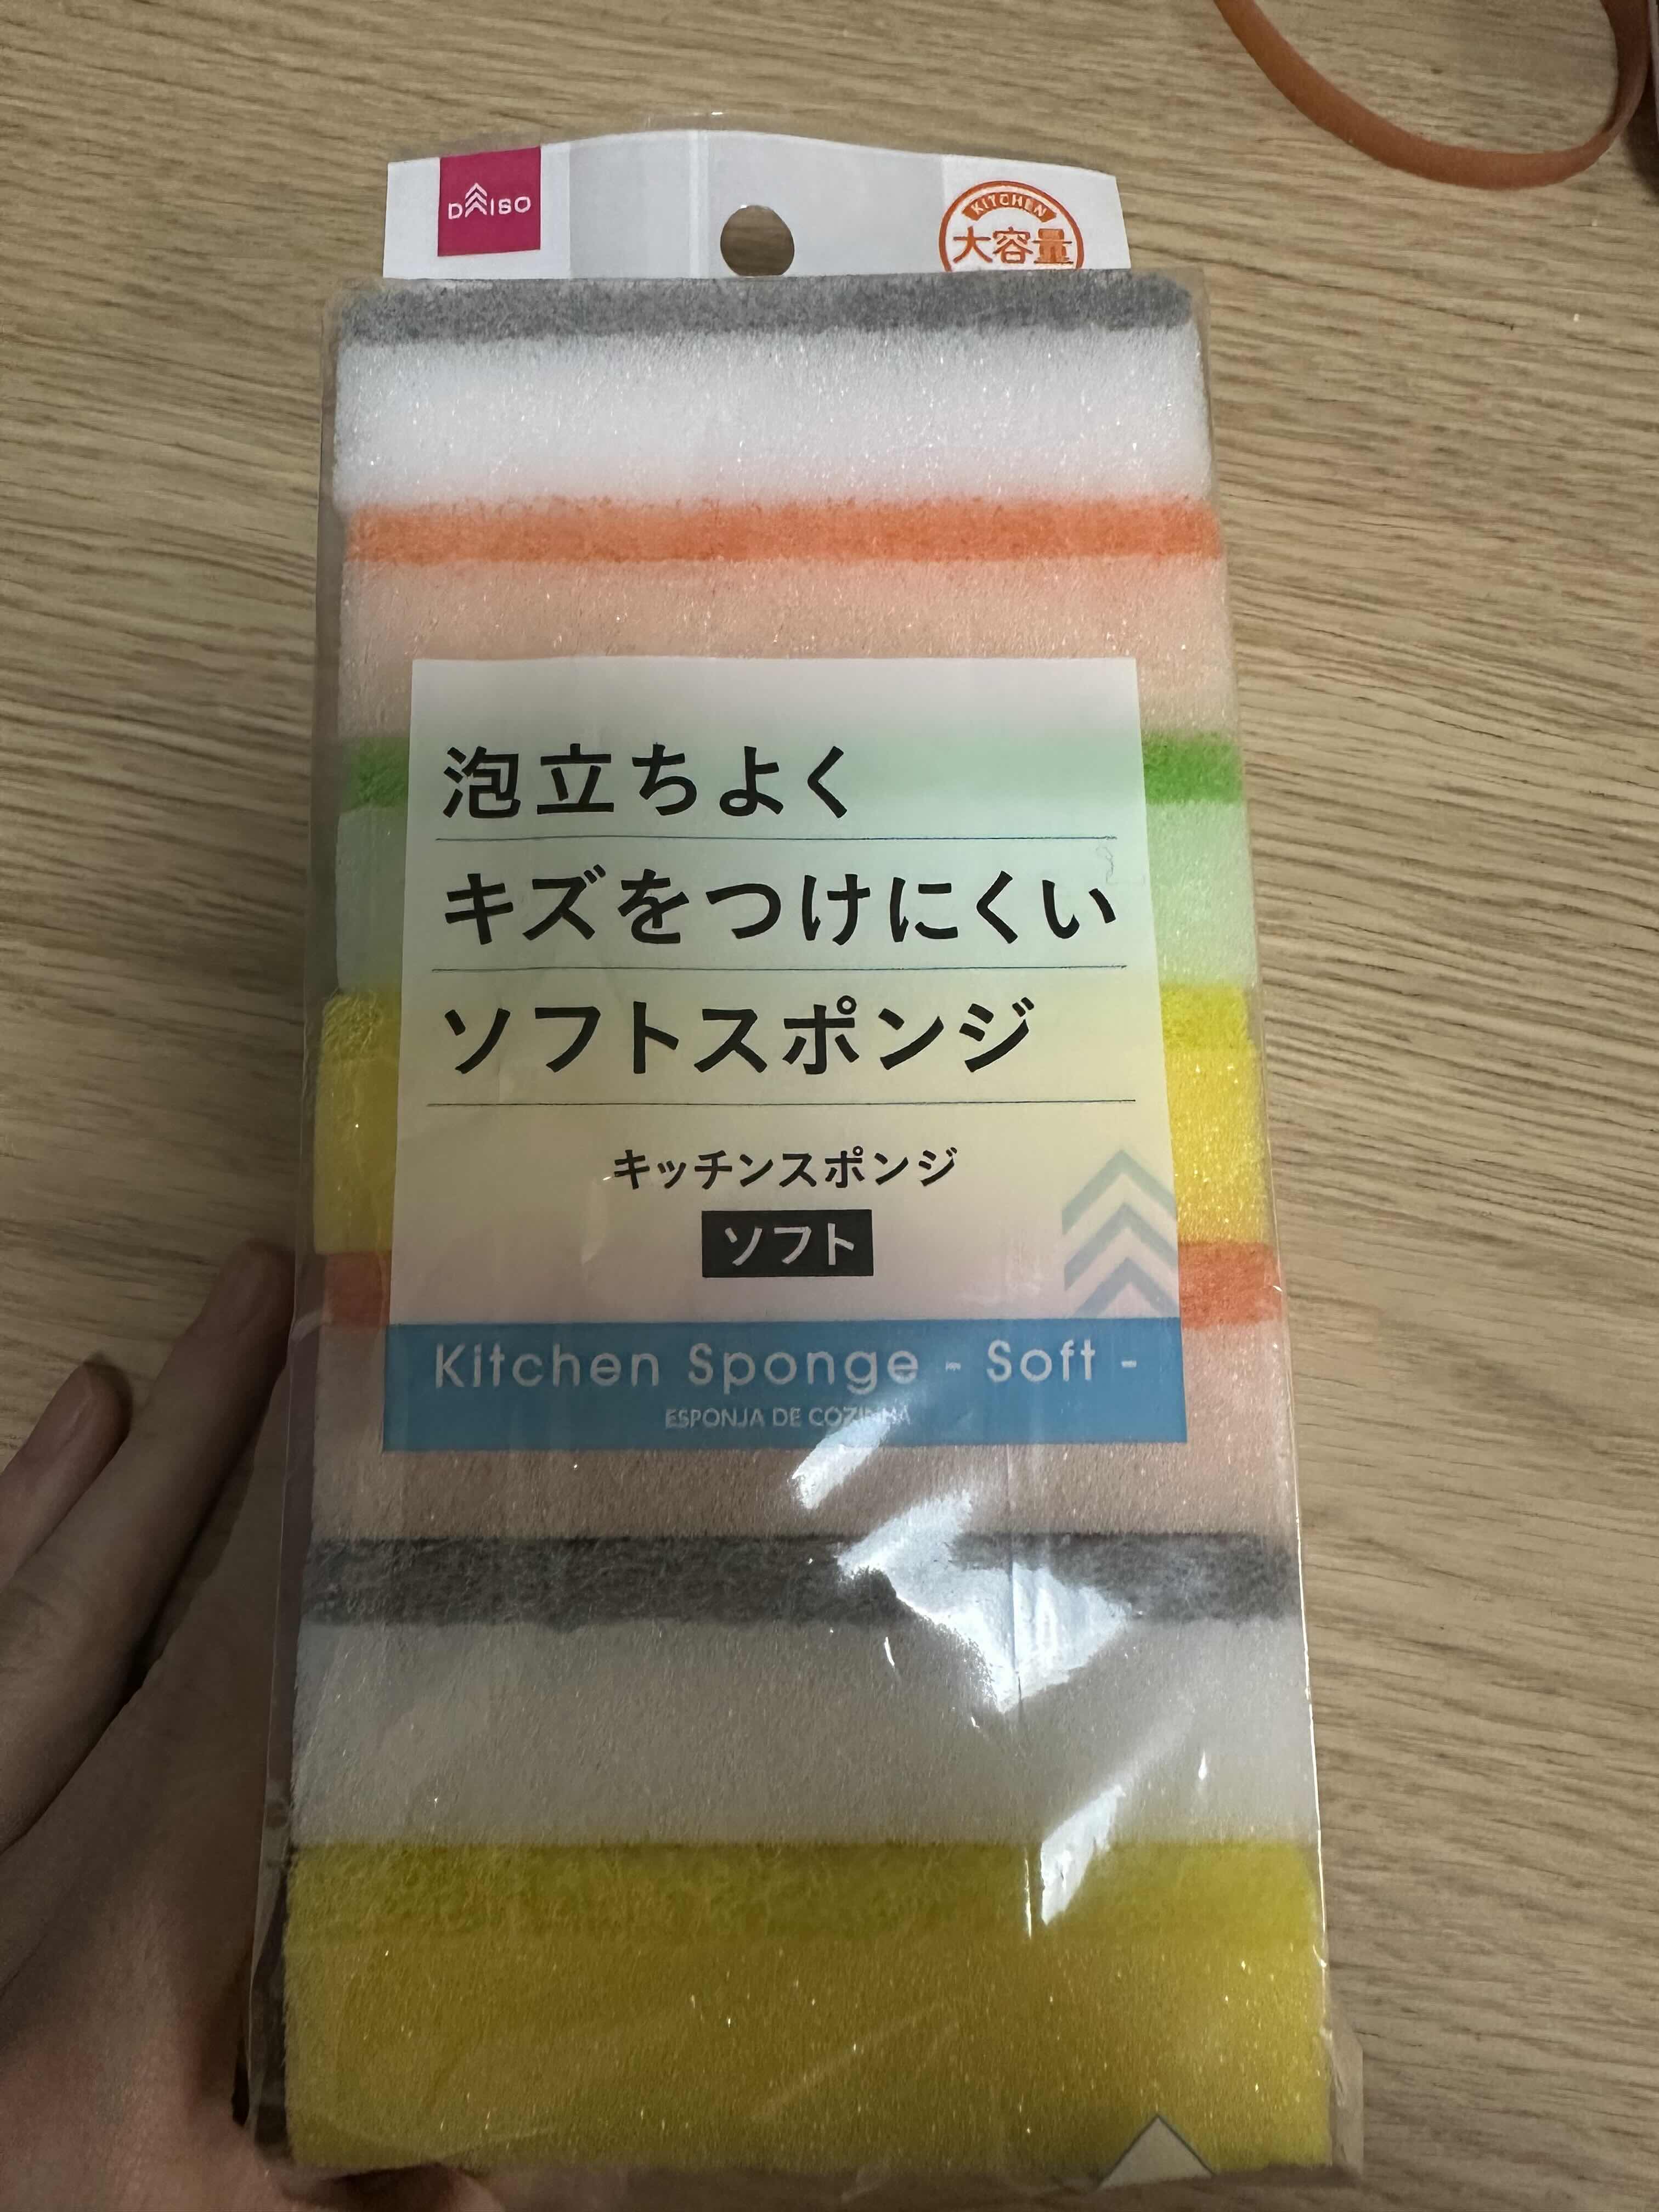 DAISO
KITCHEN
大容量
泡立ちよく
キズをつけにくい
ソフトスポンジ
キッチンスポンジ
ソフト
Kitchen Sponge - Soft -
ESPONJA DE COZINHA